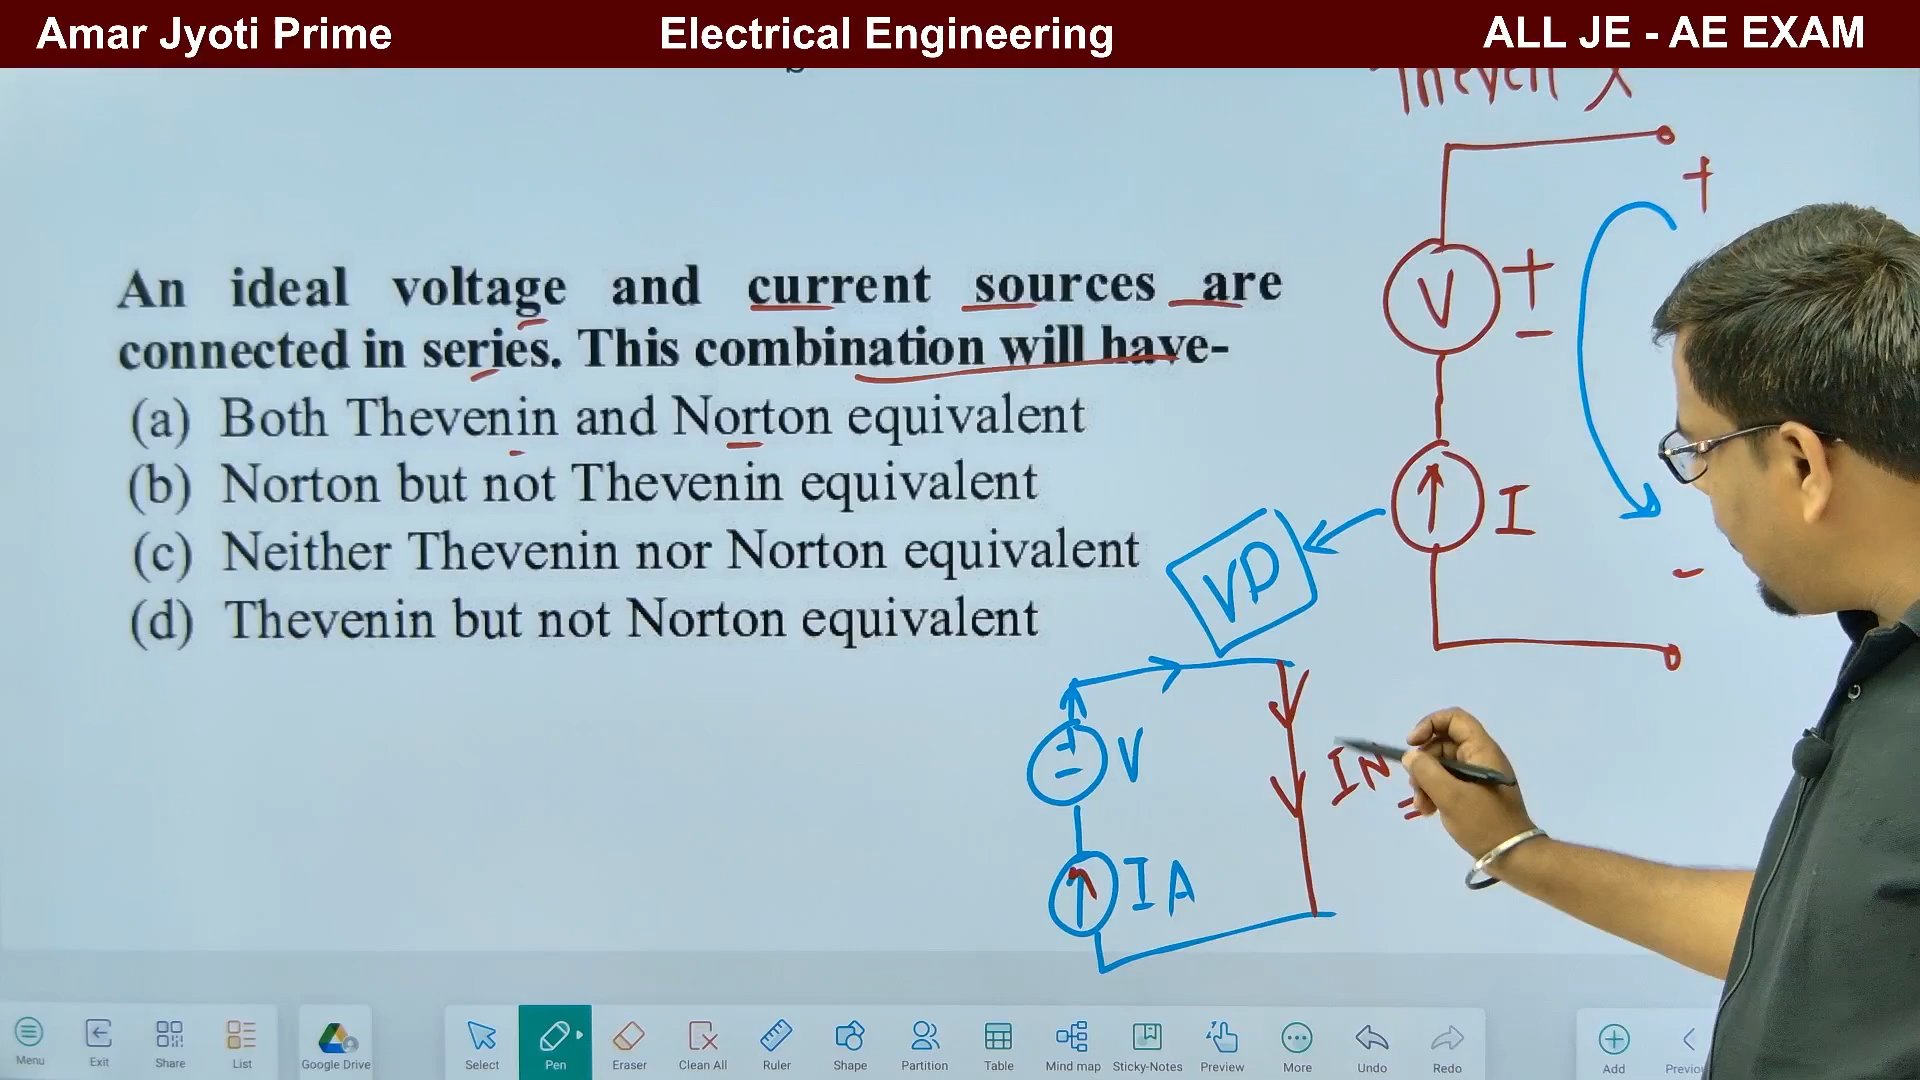 Amar Jyoti Prime Electrical Engineering ALL JE - AE EXAM
An ideal voltage and current sources are
connected in series. This combination will have-
(a) Both Thevenin and Norton equivalent
(b) Norton but not Thevenin equivalent
(c) Neither Thevenin nor Norton equivalent
(d) Thevenin but not Norton equivalent
Theven X
+
V + −
I
−
VD
V
IN =
I A
Menu Exit Share List Google Drive Select Pen Eraser Clean All Ruler Shape Partition Table Mind map Sticky-Notes Preview More Undo Redo Add